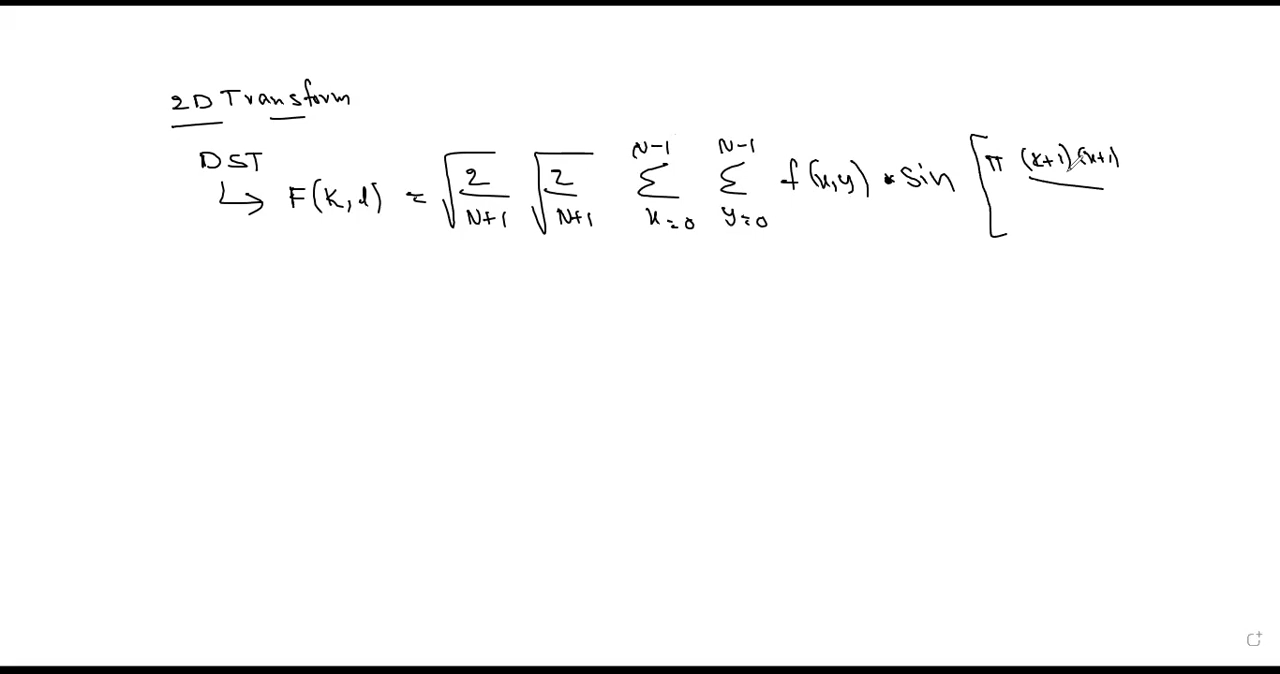 2D Transform
DST
↳ F(k,l) = √(2/N+1) √(2/N+1) Σ_{x=0}^{N-1} Σ_{y=0}^{N-1} f(x,y) • sin [π (k+1)(x+1)